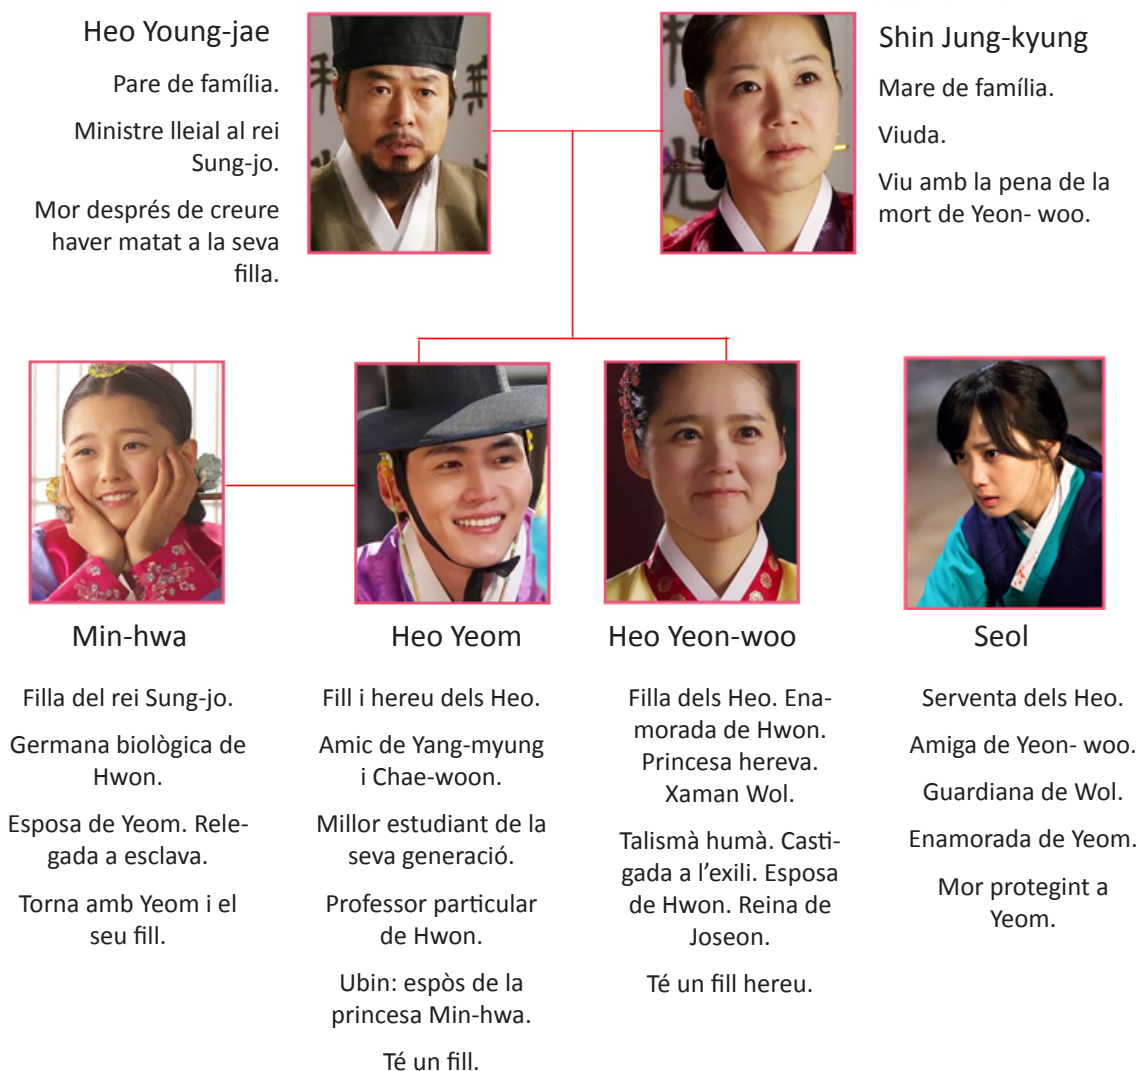 Heo Young-jae
Pare de família.
Ministre lleial al rei
Sung-jo.
Mor després de creure
haver matat a la seva
filla.
Shin Jung-kyung
Mare de família.
Viuda.
Viu amb la pena de la
mort de Yeon- woo.
Min-hwa
Filla del rei Sung-jo.
Germana biològica de
Hwon.
Esposa de Yeom. Rele-
gada a esclava.
Torna amb Yeom i el
seu fill.
Heo Yeom
Fill i hereu dels Heo.
Amic de Yang-myung
i Chae-woon.
Millor estudiant de la
seva generació.
Professor particular
de Hwon.
Ubin: espòs de la
princesa Min-hwa.
Té un fill.
Heo Yeon-woo
Filla dels Heo. Ena-
morada de Hwon.
Princesa hereva.
Xaman Wol.
Talismà humà. Casti-
gada a l’exili. Esposa
de Hwon. Reina de
Joseon.
Té un fill hereu.
Seol
Serventa dels Heo.
Amiga de Yeon- woo.
Guardiana de Wol.
Enamorada de Yeom.
Mor protegint a
Yeom.